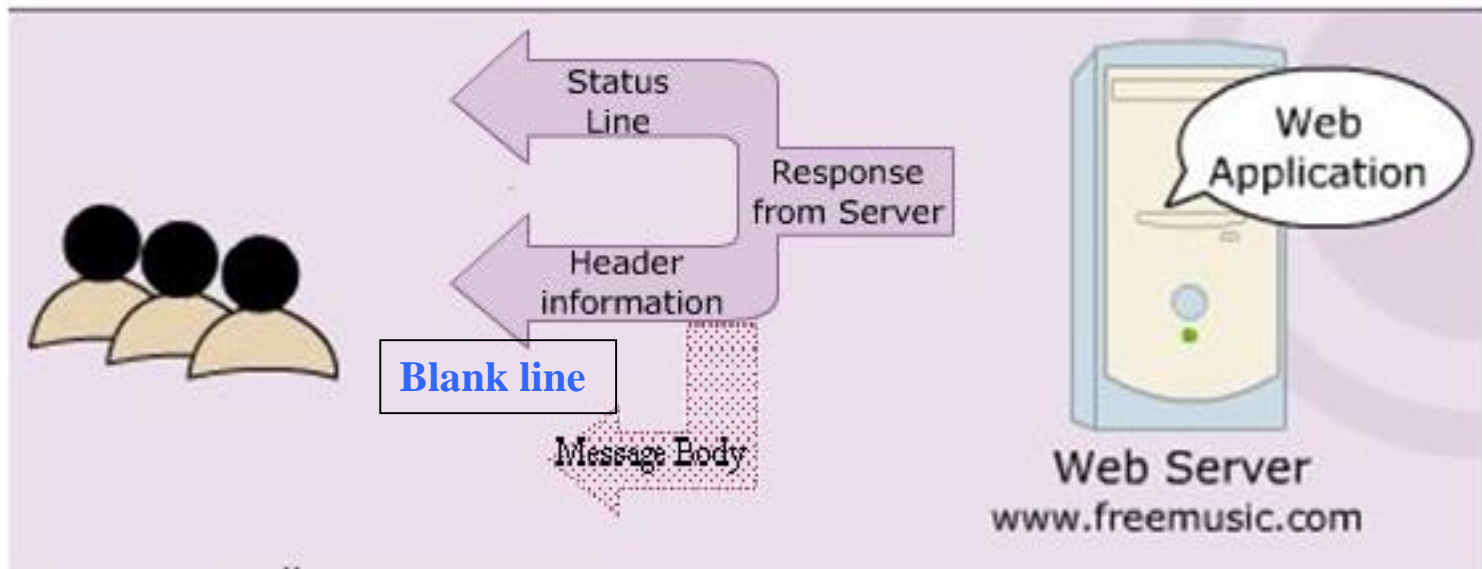 Status
Line
Response
from Server
Header
information
Blank line
Message Body
Web
Application
Web Server
www.freemusic.com